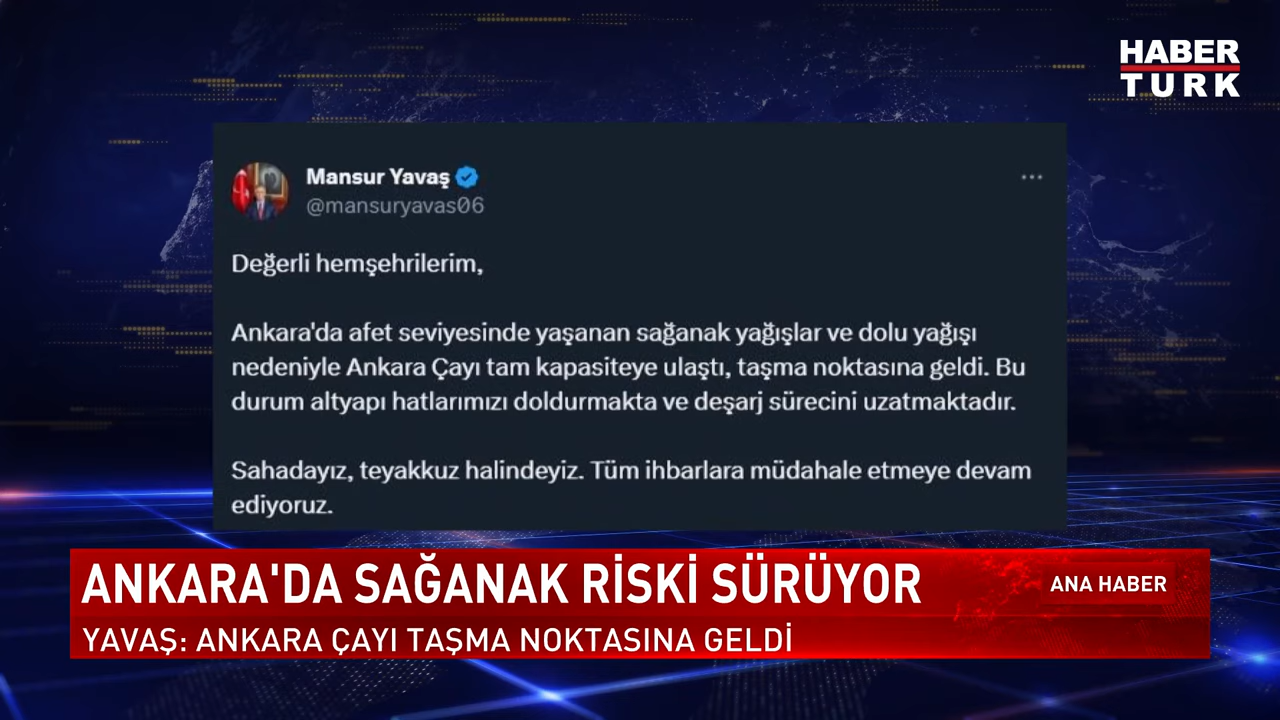 HABER
TURK
Mansur Yavaş
@mansuryavas06
Değerli hemşehrilerim,
Ankara'da afet seviyesinde yaşanan sağanak yağışlar ve dolu yağışı
nedeniyle Ankara Çayı tam kapasiteye ulaştı, taşma noktasına geldi. Bu
durum altyapı hatlarımızı doldurmakta ve deşarj sürecini uzatmaktadır.
Sahadayız, teyakkuz halindeyiz. Tüm ihbarlara müdahale etmeye devam
ediyoruz.
ANKARA'DA SAĞANAK RİSKİ SÜRÜYOR
ANA HABER
YAVAŞ: ANKARA ÇAYI TAŞMA NOKTASINA GELDİ